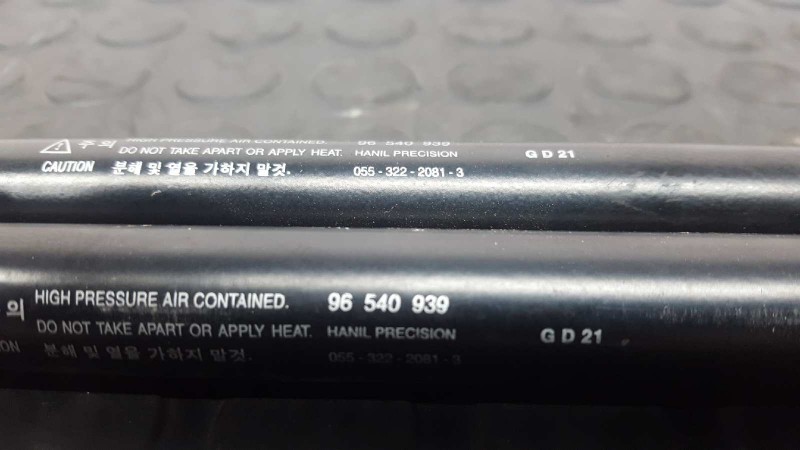 HIGH PRESSURE AIR CONTAINED. 96 540 939
주의 DO NOT TAKE APART OR APPLY HEAT. HANIL PRECISION GD21
CAUTION 분해 및 열을 가하지 말것. 055-322-2081-3
HIGH PRESSURE AIR CONTAINED. 96 540 939
의 DO NOT TAKE APART OR APPLY HEAT. HANIL PRECISION GD21
ON 분해 및 열을 가하지 말것. 055-322-2081-3